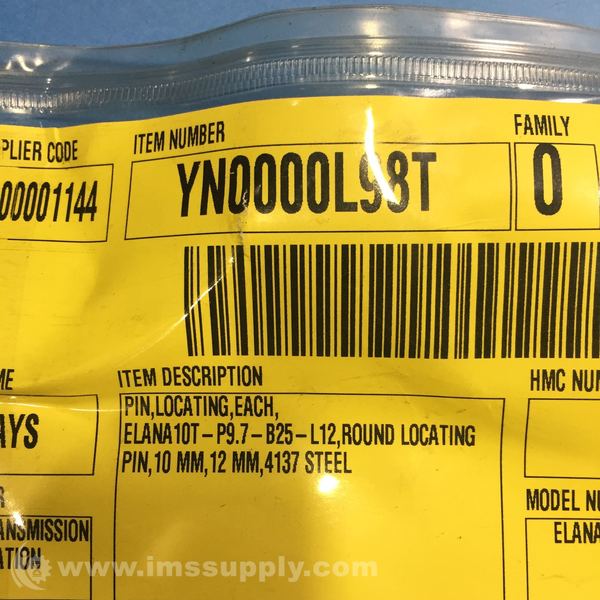 PLIER CODE
ITEM NUMBER
FAMILY
00001144
YN0000L98T
0
ME
ITEM DESCRIPTION
HMC NUM
AYS
PIN,LOCATING,EACH,
ELANA10T-P9.7-B25-L12,ROUND LOCATING
PIN,10 MM,12 MM,4137 STEEL
R
MODEL NU
ANSMISSION
ATION
ELANA
www.imssupply.com